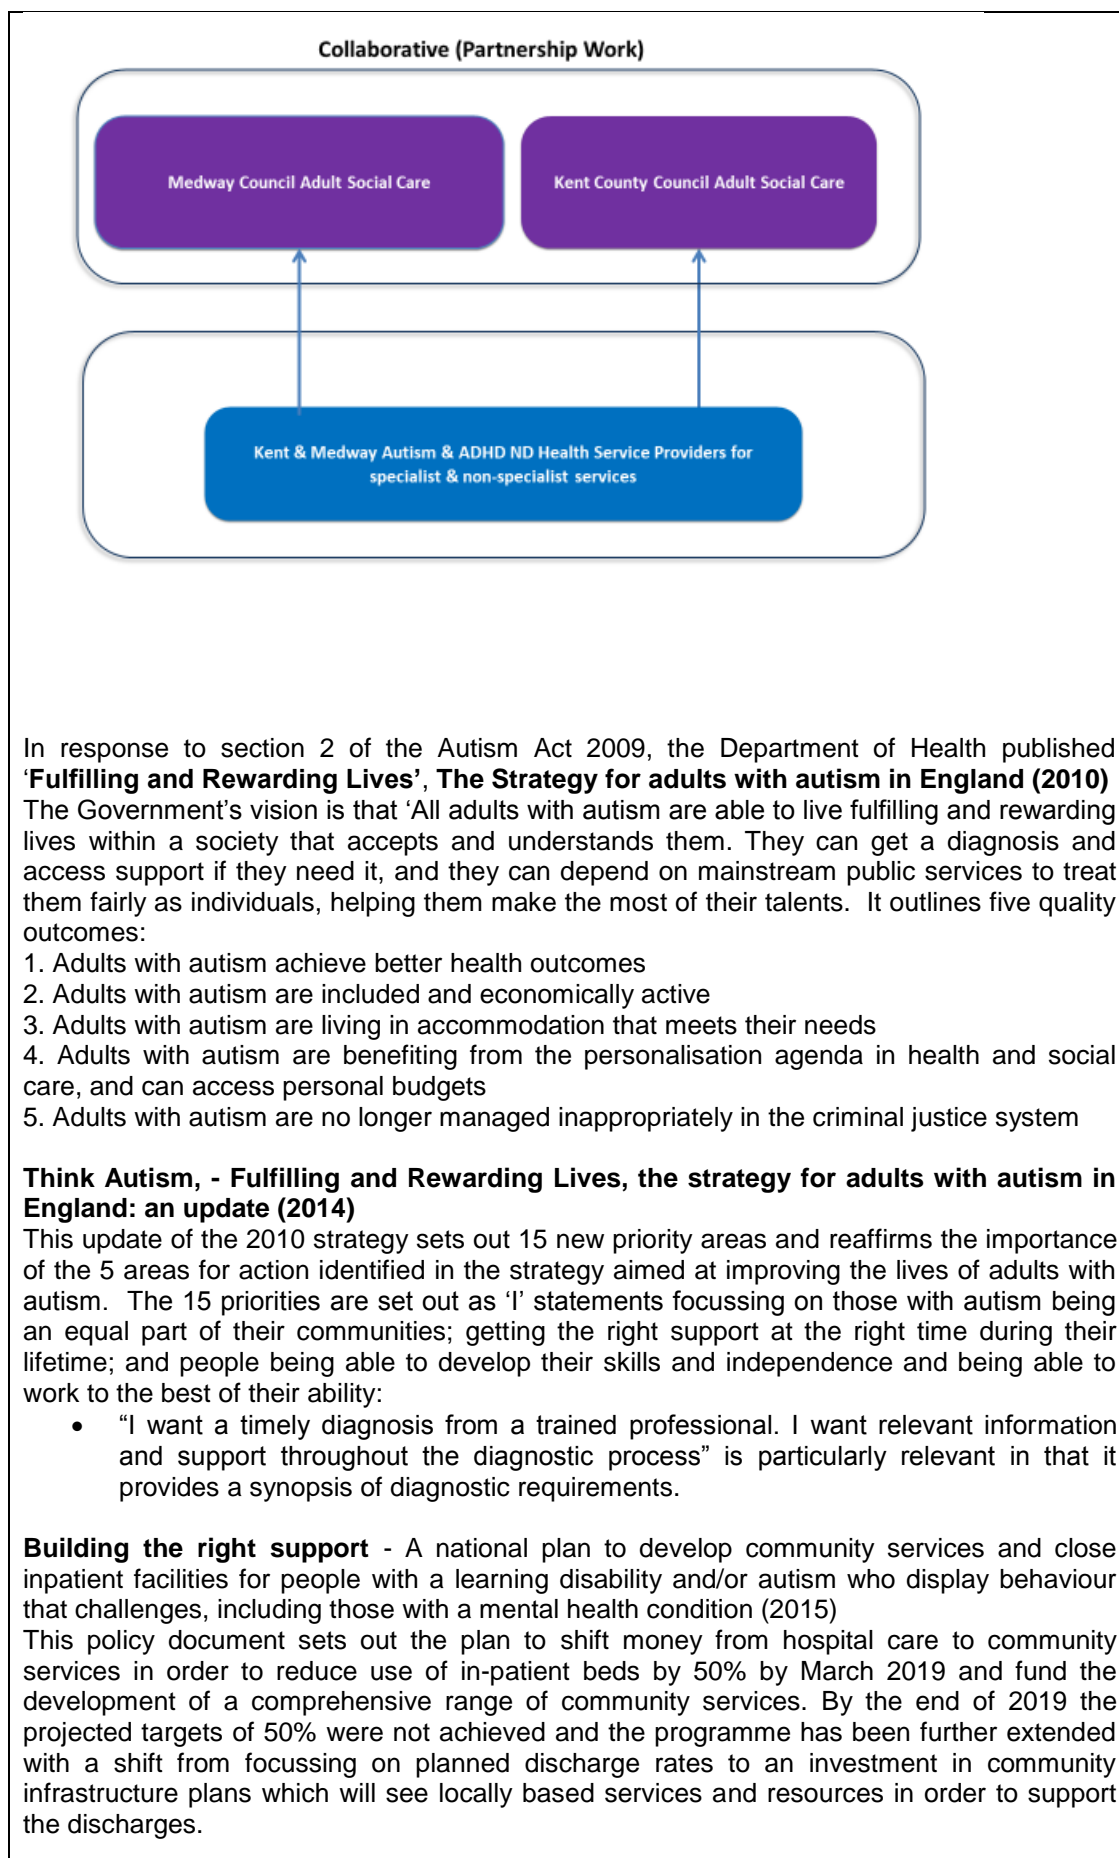 Collaborative (Partnership Work)
Medway Council Adult Social Care
Kent County Council Adult Social Care
Kent & Medway Autism & ADHD ND Health Service Providers for
specialist & non-specialist services
In response to section 2 of the Autism Act 2009, the Department of Health published
‘Fulfilling and Rewarding Lives’, The Strategy for adults with autism in England (2010)
The Government’s vision is that ‘All adults with autism are able to live fulfilling and rewarding
lives within a society that accepts and understands them. They can get a diagnosis and
access support if they need it, and they can depend on mainstream public services to treat
them fairly as individuals, helping them make the most of their talents.  It outlines five quality
outcomes:
1. Adults with autism achieve better health outcomes
2. Adults with autism are included and economically active
3. Adults with autism are living in accommodation that meets their needs
4. Adults with autism are benefiting from the personalisation agenda in health and social
care, and can access personal budgets
5. Adults with autism are no longer managed inappropriately in the criminal justice system
Think Autism, - Fulfilling and Rewarding Lives, the strategy for adults with autism in
England: an update (2014)
This update of the 2010 strategy sets out 15 new priority areas and reaffirms the importance
of the 5 areas for action identified in the strategy aimed at improving the lives of adults with
autism.  The 15 priorities are set out as ‘I’ statements focussing on those with autism being
an equal part of their communities; getting the right support at the right time during their
lifetime; and people being able to develop their skills and independence and being able to
work to the best of their ability:
• “I want a timely diagnosis from a trained professional. I want relevant information
and support throughout the diagnostic process” is particularly relevant in that it
provides a synopsis of diagnostic requirements.
Building the right support - A national plan to develop community services and close
inpatient facilities for people with a learning disability and/or autism who display behaviour
that challenges, including those with a mental health condition (2015)
This policy document sets out the plan to shift money from hospital care to community
services in order to reduce use of in-patient beds by 50% by March 2019 and fund the
development of a comprehensive range of community services. By the end of 2019 the
projected targets of 50% were not achieved and the programme has been further extended
with a shift from focussing on planned discharge rates to an investment in community
infrastructure plans which will see locally based services and resources in order to support
the discharges.